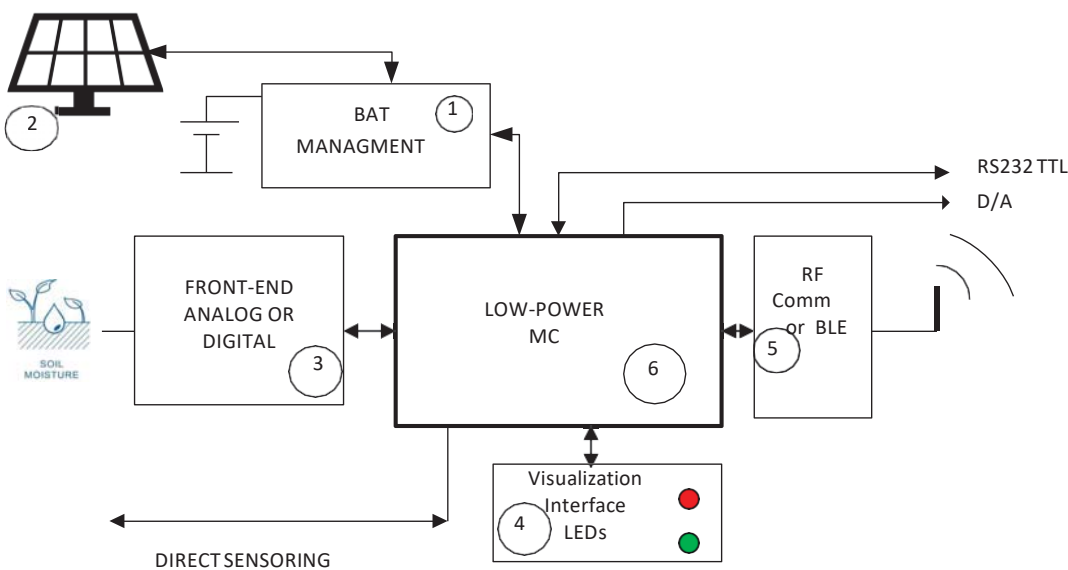 1
BAT
MANAGMENT
2
RS232 TTL
D/A
FRONT-END
ANALOG OR
DIGITAL
3
SOIL
MOISTURE
LOW-POWER
MC
6
RF
Comm
or BLE
5
Visualization
Interface
LEDs
4
DIRECT SENSORING